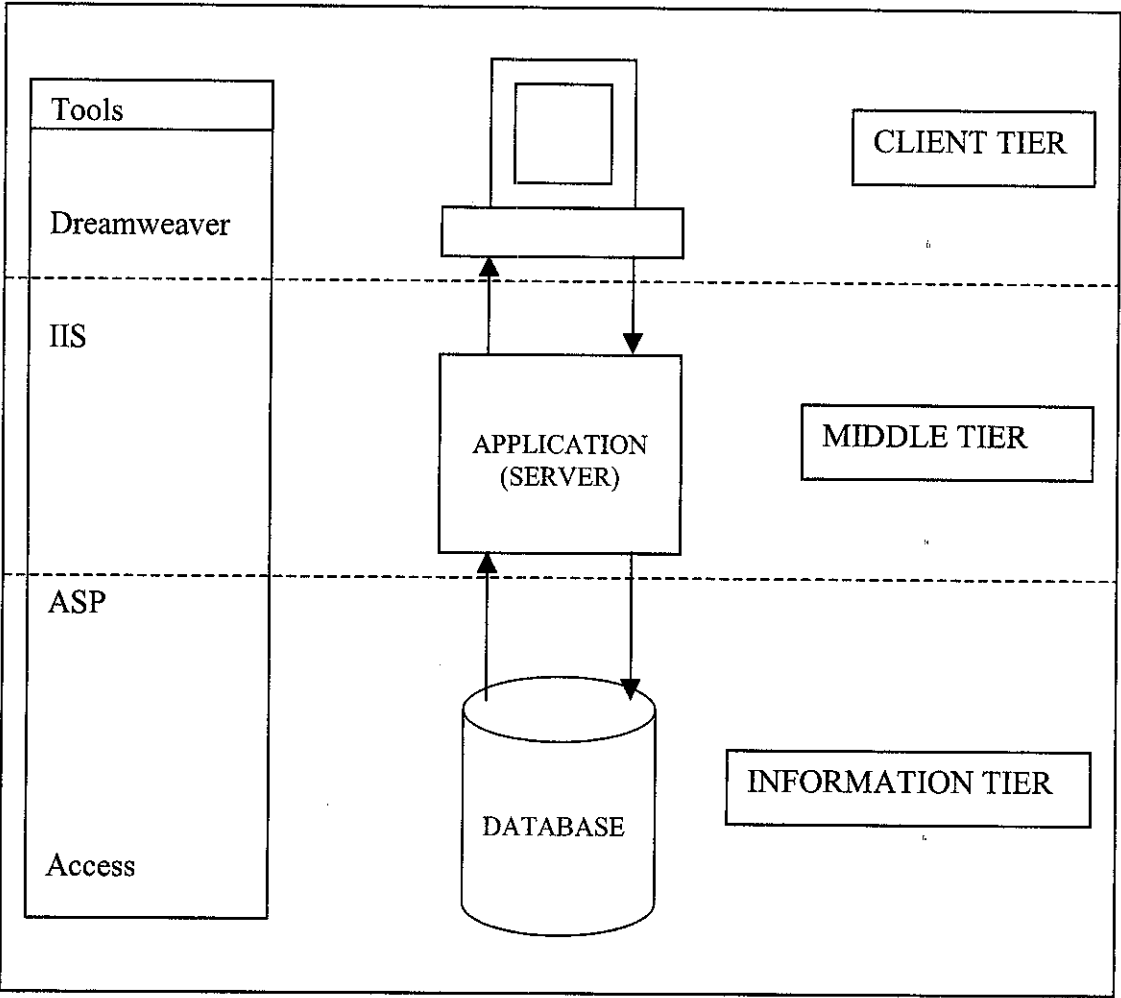 Tools
CLIENT TIER
Dreamweaver
IIS
MIDDLE TIER
APPLICATION
(SERVER)
ASP
INFORMATION TIER
DATABASE
Access